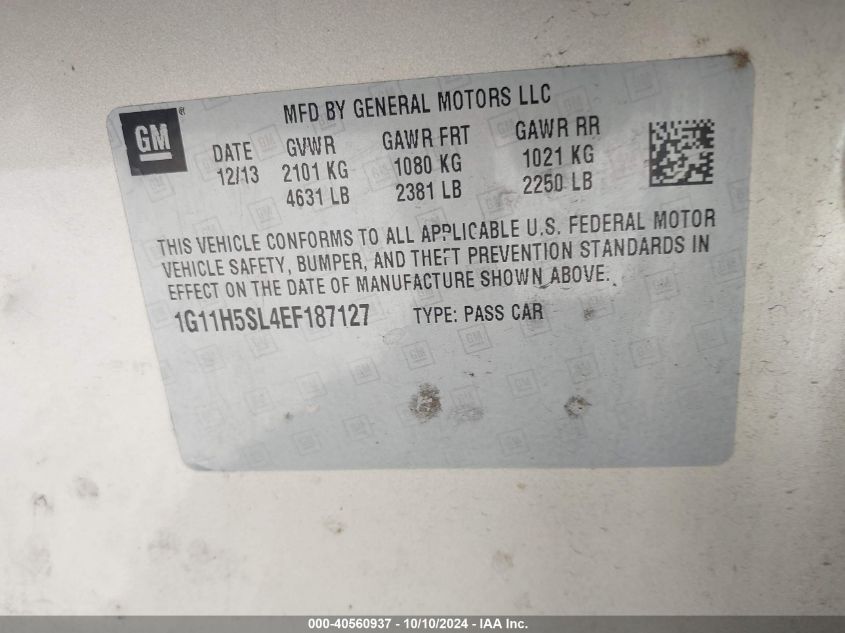 GM
®
MFD BY GENERAL MOTORS LLC
DATE GVWR GAWR FRT GAWR RR
12/13 2101 KG 1080 KG 1021 KG
4631 LB 2381 LB 2250 LB
THIS VEHICLE CONFORMS TO ALL APPLICABLE U.S. FEDERAL MOTOR
VEHICLE SAFETY, BUMPER, AND THEFT PREVENTION STANDARDS IN
EFFECT ON THE DATE OF MANUFACTURE SHOWN ABOVE.
1G11H5SL4EF187127 TYPE: PASS CAR
000-40560937 - 10/10/2024 - IAA Inc.